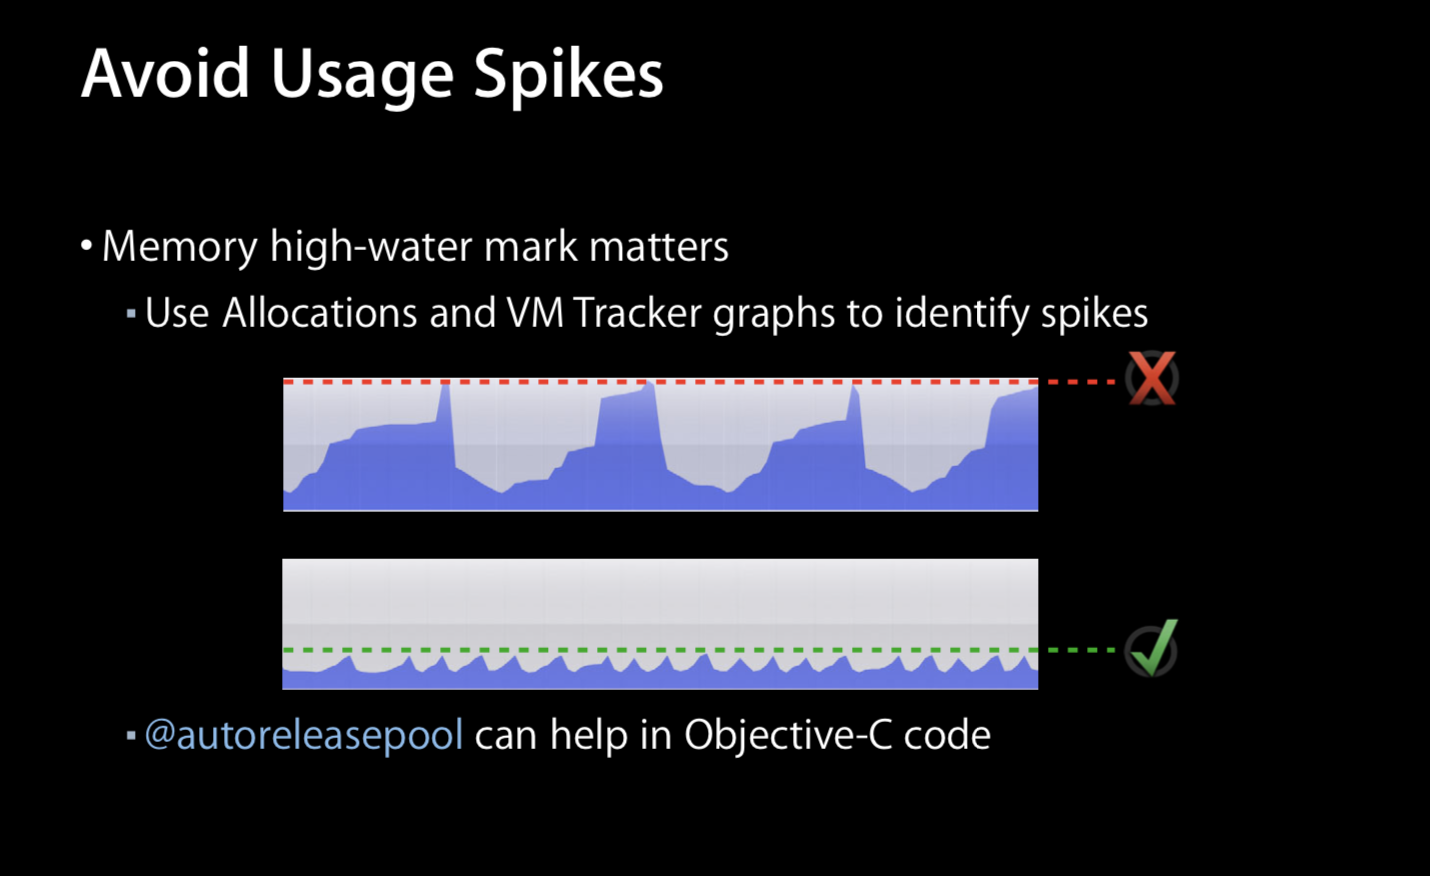 Avoid Usage Spikes
• Memory high-water mark matters
▪ Use Allocations and VM Tracker graphs to identify spikes
▪ @autoreleasepool can help in Objective-C code